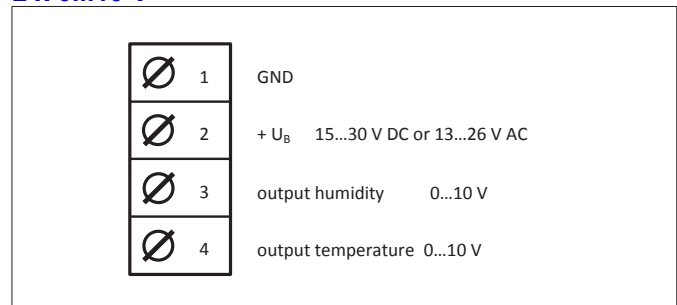 1 GND
2 + UB 15...30 V DC or 13...26 V AC
3 output humidity 0...10 V
4 output temperature 0...10 V